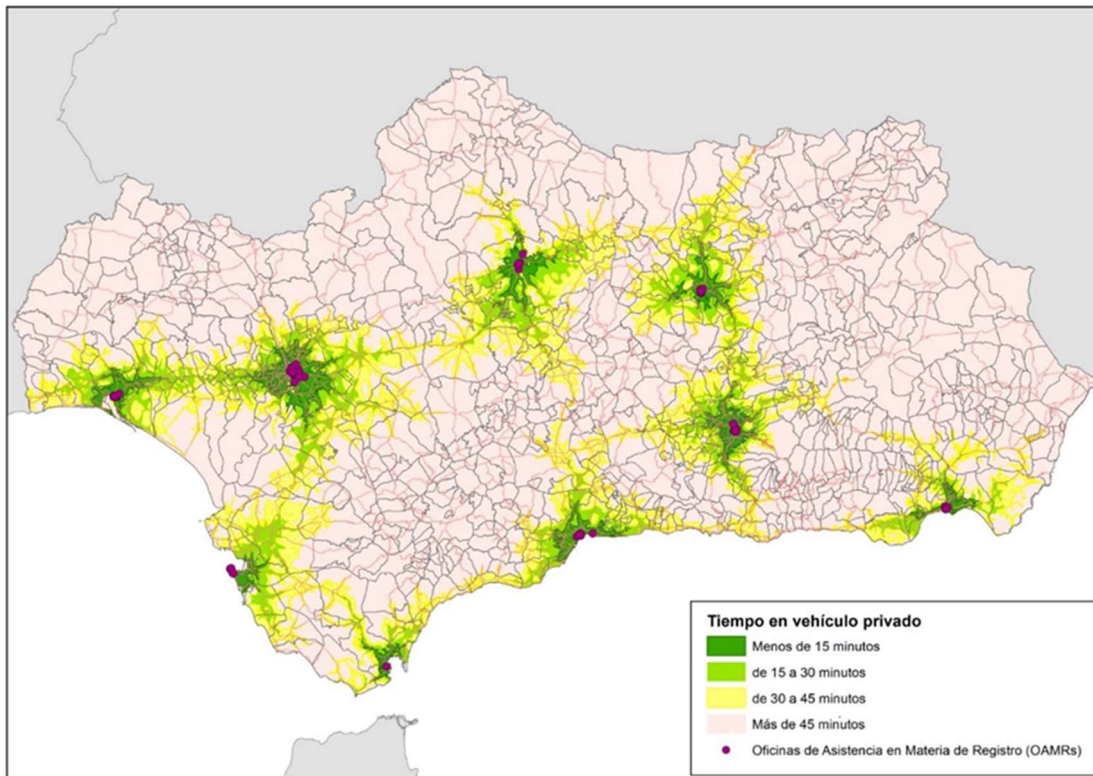 Tiempo en vehículo privado
Menos de 15 minutos
de 15 a 30 minutos
de 30 a 45 minutos
Más de 45 minutos
Oficinas de Asistencia en Materia de Registro (OAMRs)